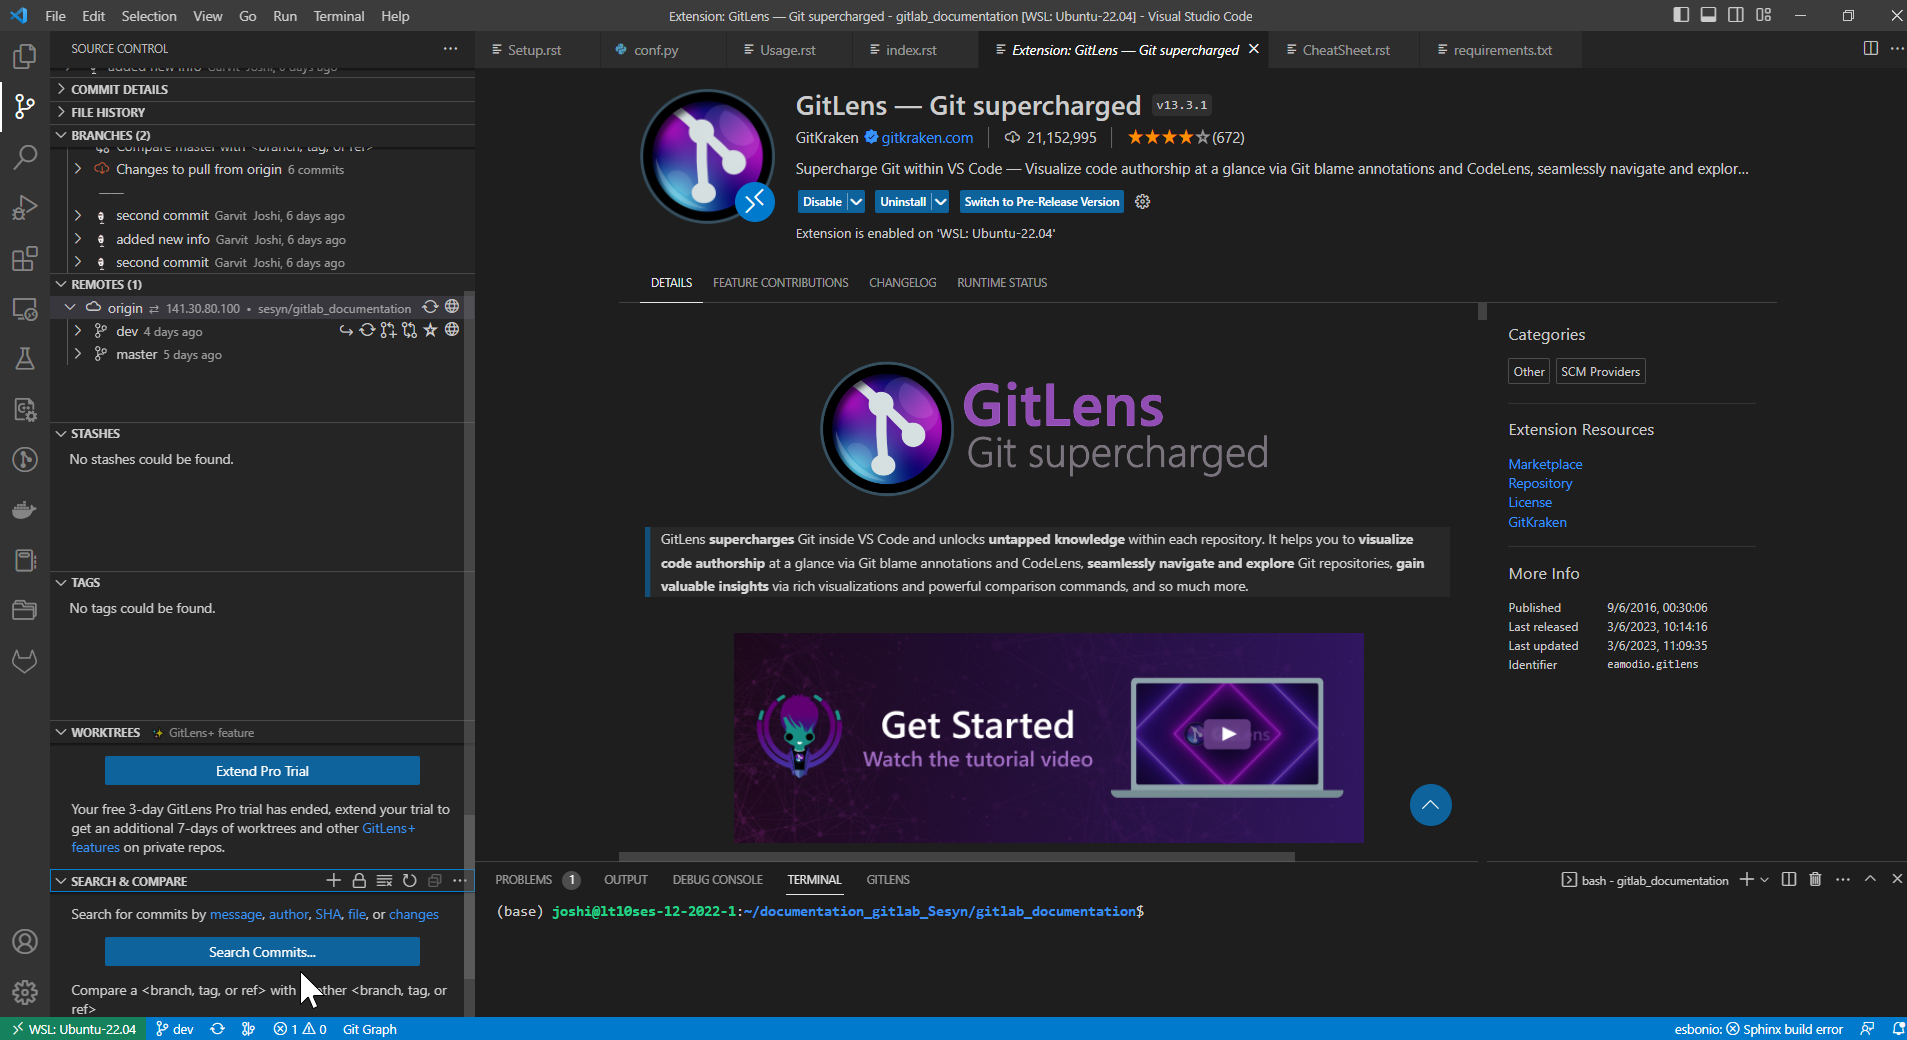 File Edit Selection View Go Run Terminal Help
Extension: GitLens — Git supercharged - gitlab_documentation [WSL: Ubuntu-22.04] - Visual Studio Code
SOURCE CONTROL
added new info Garvit Joshi, 6 days ago
COMMIT DETAILS
FILE HISTORY
BRANCHES (2)
Compare master with <branch, tag, or ref>
Changes to pull from origin 6 commits
second commit Garvit Joshi, 6 days ago
added new info Garvit Joshi, 6 days ago
second commit Garvit Joshi, 6 days ago
REMOTES (1)
origin ⇄ 141.30.80.100 • sesyn/gitlab_documentation
dev 4 days ago
master 5 days ago
STASHES
No stashes could be found.
TAGS
No tags could be found.
WORKTREES GitLens+ feature
Extend Pro Trial
Your free 3-day GitLens Pro trial has ended, extend your trial to
get an additional 7-days of worktrees and other GitLens+
features on private repos.
SEARCH & COMPARE
Search for commits by message, author, SHA, file, or changes
Search Commits...
Compare a <branch, tag, or ref> with ther <branch, tag, or
ref>
Setup.rst conf.py Usage.rst index.rst Extension: GitLens — Git supercharged CheatSheet.rst requirements.txt
GitLens — Git supercharged v13.3.1
GitKraken gitkraken.com 21,152,995 (672)
Supercharge Git within VS Code — Visualize code authorship at a glance via Git blame annotations and CodeLens, seamlessly navigate and explor...
Disable Uninstall Switch to Pre-Release Version
Extension is enabled on 'WSL: Ubuntu-22.04'
DETAILS FEATURE CONTRIBUTIONS CHANGELOG RUNTIME STATUS
GitLens
Git supercharged
GitLens supercharges Git inside VS Code and unlocks untapped knowledge within each repository. It helps you to visualize
code authorship at a glance via Git blame annotations and CodeLens, seamlessly navigate and explore Git repositories, gain
valuable insights via rich visualizations and powerful comparison commands, and so much more.
Get Started
Watch the tutorial video
Categories
Other SCM Providers
Extension Resources
Marketplace
Repository
License
GitKraken
More Info
Published 9/6/2016, 00:30:06
Last released 3/6/2023, 10:14:16
Last updated 3/6/2023, 11:09:35
Identifier eamodio.gitlens
PROBLEMS 1 OUTPUT DEBUG CONSOLE TERMINAL GITLENS
bash - gitlab_documentation
(base) joshi@lt10ses-12-2022-1:~/documentation_gitlab_Sesyn/gitlab_documentation$
WSL: Ubuntu-22.04 dev 1 0 Git Graph
esbonio: Sphinx build error